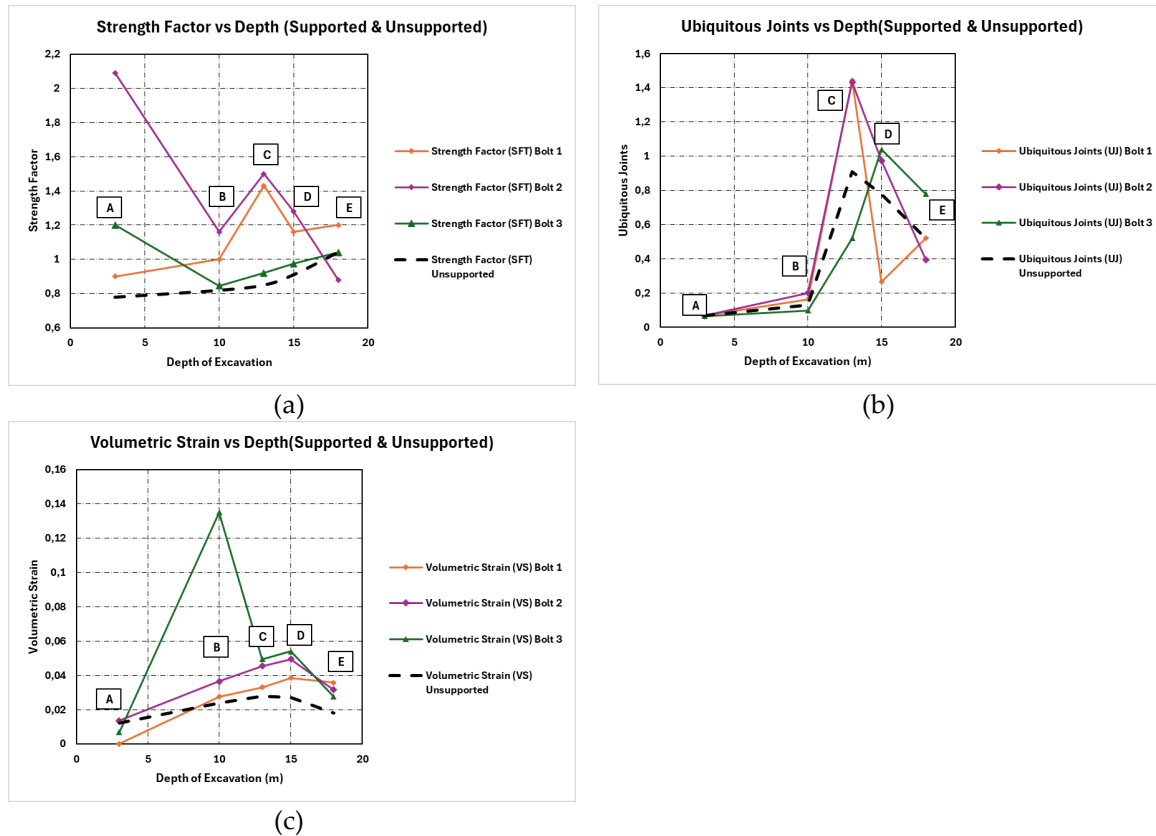 Strength Factor vs Depth (Supported & Unsupported)
2,2
2
1,8
1,6
1,4
1,2
1
0,8
0,6
Strength Factor
0
5
10
15
20
Depth of Excavation
A
B
C
D
E
Strength Factor (SFT) Bolt 1
Strength Factor (SFT) Bolt 2
Strength Factor (SFT) Bolt 3
Strength Factor (SFT)
Unsupported
(a)
Ubiquitous Joints vs Depth(Supported & Unsupported)
1,6
1,4
1,2
1
0,8
0,6
0,4
0,2
0
Ubiquitous Joints
0
5
10
15
20
Depth of Excavation (m)
A
B
C
D
E
Ubiquitous Joints (UJ) Bolt 1
Ubiquitous Joints (UJ) Bolt 2
Ubiquitous Joints (UJ) Bolt 3
Ubiquitous Joints (UJ)
Unsupported
(b)
Volumetric Strain vs Depth(Supported & Unsupported)
0,16
0,14
0,12
0,1
0,08
0,06
0,04
0,02
0
Volumetric Strain
0
5
10
15
20
Depth of Excavation (m)
A
B
C
D
E
Volumetric Strain (VS) Bolt 1
Volumetric Strain (VS) Bolt 2
Volumetric Strain (VS) Bolt 3
Volumetric Strain (VS)
Unsupported
(c)